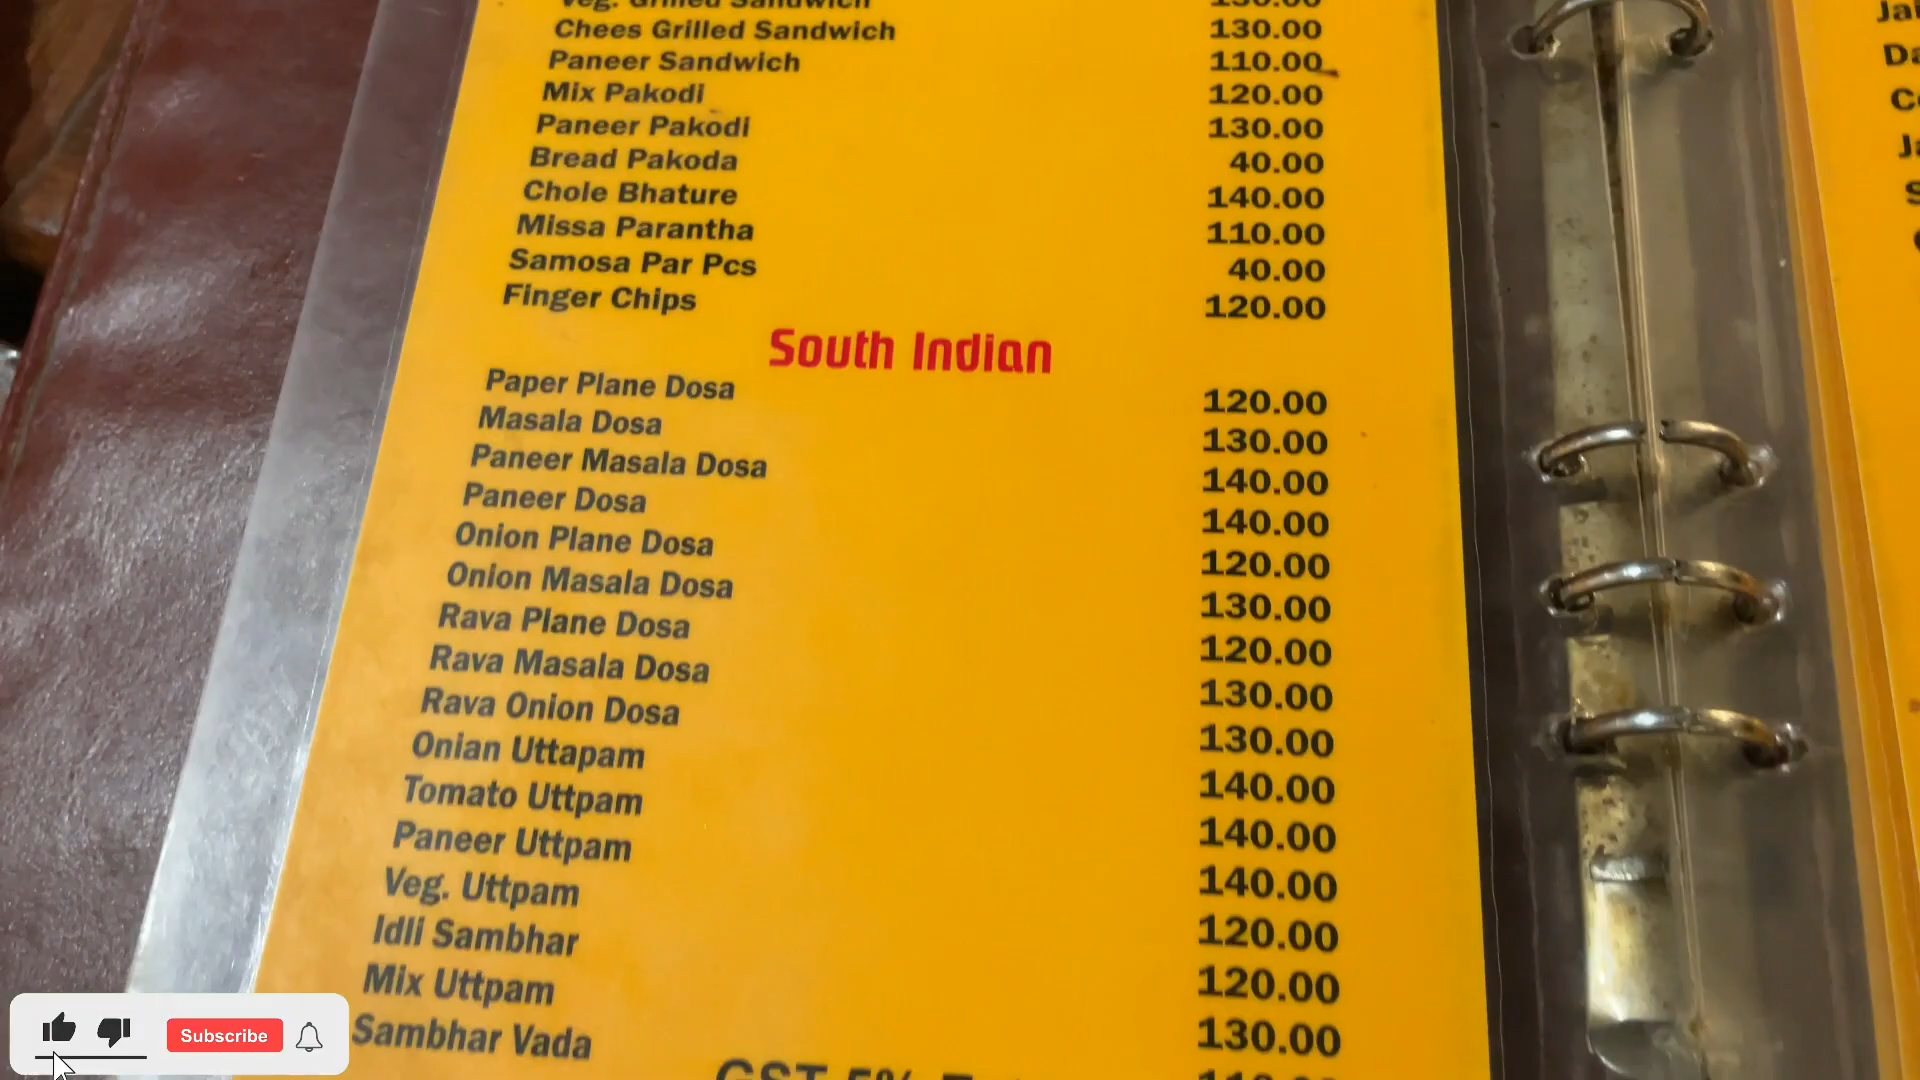 Veg. Grilled Sandwich
Chees Grilled Sandwich 130.00
Paneer Sandwich 110.00
Mix Pakodi 120.00
Paneer Pakodi 130.00
Bread Pakoda 40.00
Chole Bhature 140.00
Missa Parantha 110.00
Samosa Par Pcs 40.00
Finger Chips 120.00
South Indian
Paper Plane Dosa 120.00
Masala Dosa 130.00
Paneer Masala Dosa 140.00
Paneer Dosa 140.00
Onion Plane Dosa 120.00
Onion Masala Dosa 130.00
Rava Plane Dosa 120.00
Rava Masala Dosa 130.00
Rava Onion Dosa 130.00
Onian Uttapam 140.00
Tomato Uttpam 140.00
Paneer Uttpam 140.00
Veg. Uttpam 120.00
Idli Sambhar 120.00
Mix Uttpam 130.00
Sambhar Vada
GST 5%
Subscribe